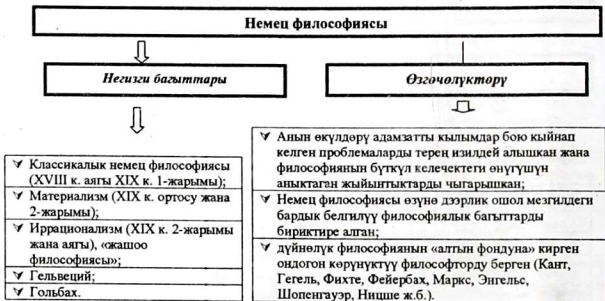 Немец философиясы
Негизги багыттары
Өзгөчөлүктөрү
Классикалык немец философиясы
(XVIII к. аягы XIX к. 1-жарымы);
Материализм (XIX к. ортосу жана
2-жарымы);
Иррационализм (XIX к. 2-жарымы
жана аягы), «жашоо
философиясы»;
Гельвеций;
Гольбах.
Анын өкүлдөрү адамзатты кылымдар бою кыйнап
келген проблемаларды терең изилдей алышкан жана
философиянын бүткүл келечектеги өнүгүшүн
аныктаган жыйынтыктарды чыгарышкан;
Немец философиясы өзүнө дээрлик ошол мезгилдеги
бардык белгилүү философиялык багыттарды
бириктире алган;
дүйнөлүк философиянын «алтын фондуна» кирген
ондогон көрүнүктүү философторду берген (Кант,
Гегель, Фихте, Фейербах, Маркс, Энгельс,
Шопенгауэр, Ницше ж.б.).